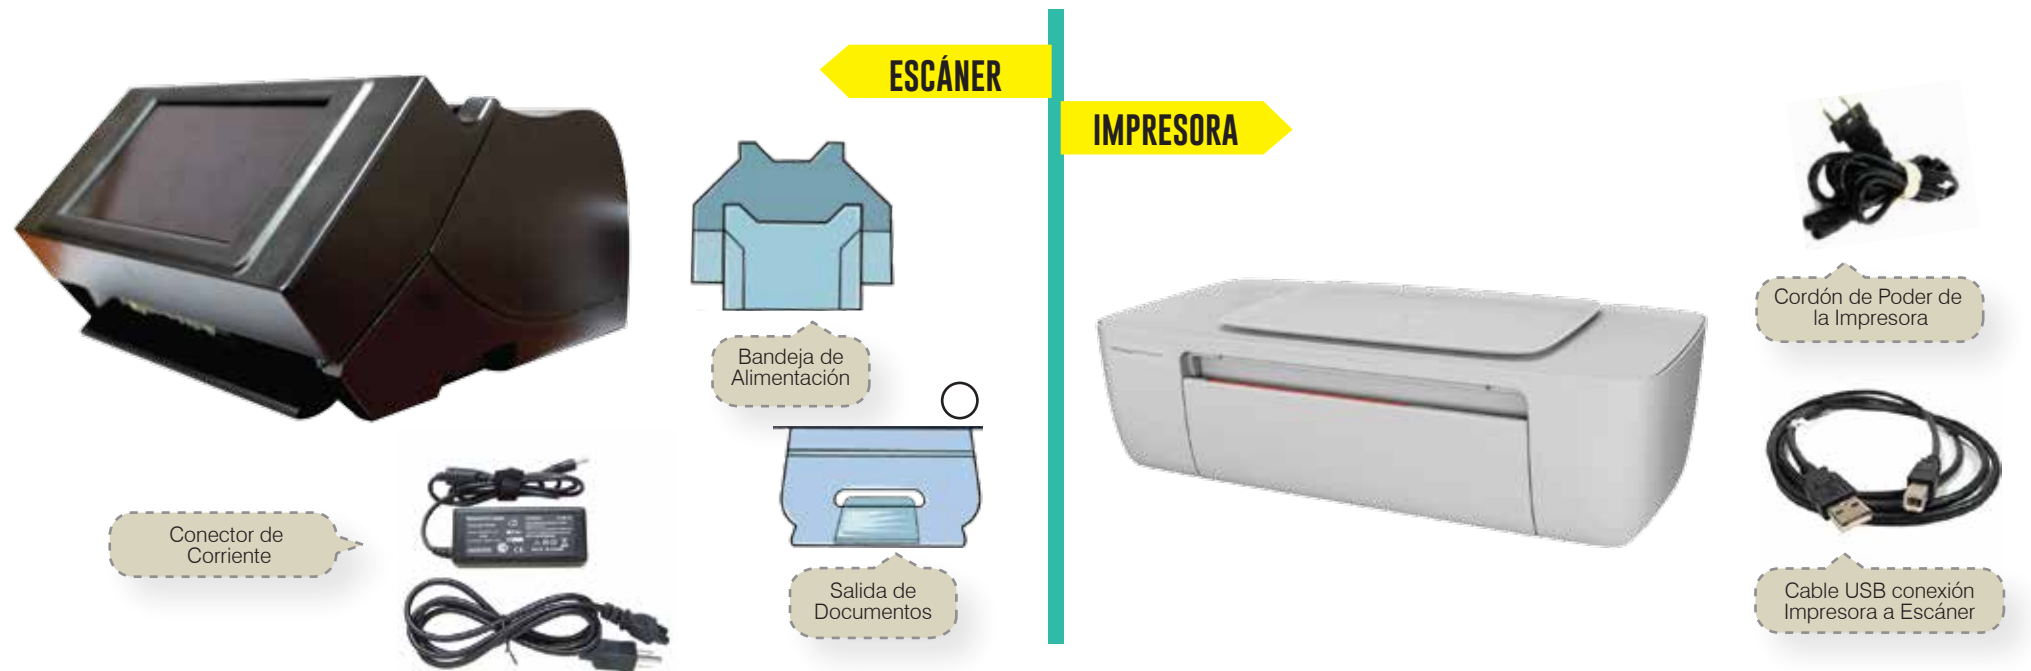 ESCÁNER
IMPRESORA
Bandeja de
Alimentación
Conector de
Corriente
Salida de
Documentos
Cordón de Poder de
la Impresora
Cable USB conexión
Impresora a Escáner